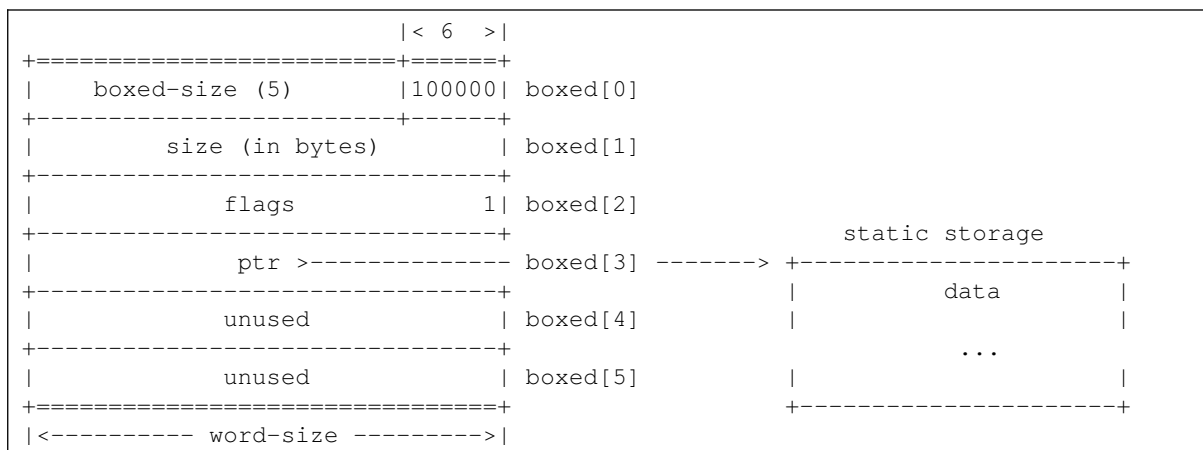 |< 6  >|
+=========================+======+
|    boxed-size (5)       |100000| boxed[0]
+-------------------------+------+
|         size (in bytes)        | boxed[1]
+--------------------------------+
|             flags             1| boxed[2]
+--------------------------------+                       static storage
|              ptr >-------------- boxed[3] -------> +----------------------+
+--------------------------------+                   |          data        |
|             unused             | boxed[4]          |                      |
+--------------------------------+                              ...
|             unused             | boxed[5]          |                      |
+================================+                   +----------------------+
|<---------- word-size --------->|